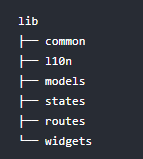 lib
├── common
├── l10n
├── models
├── states
├── routes
└── widgets